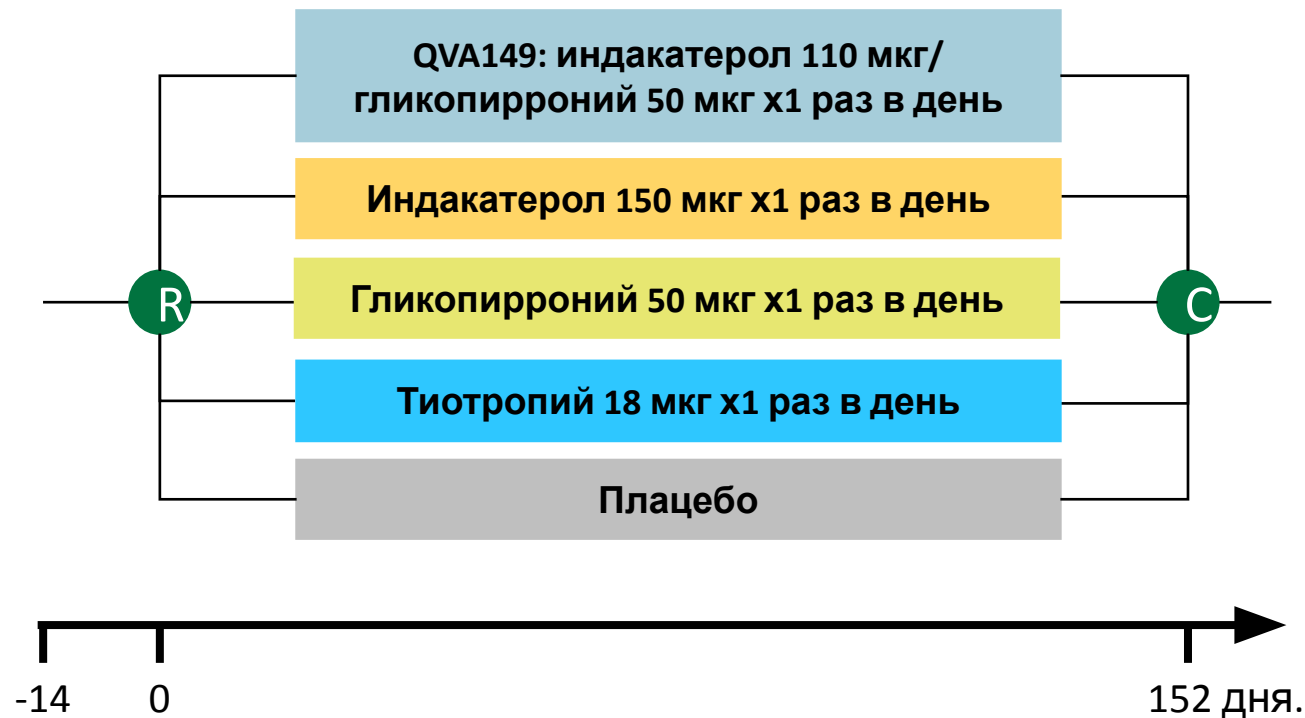 QVA149: индакатерол 110 мкг/
гликопирроний 50 мкг х1 раз в день
Индакатерол 150 мкг х1 раз в день
R
Гликопирроний 50 мкг х1 раз в день
C
Тиотропий 18 мкг х1 раз в день
Плацебо
-14 0 152 дня.